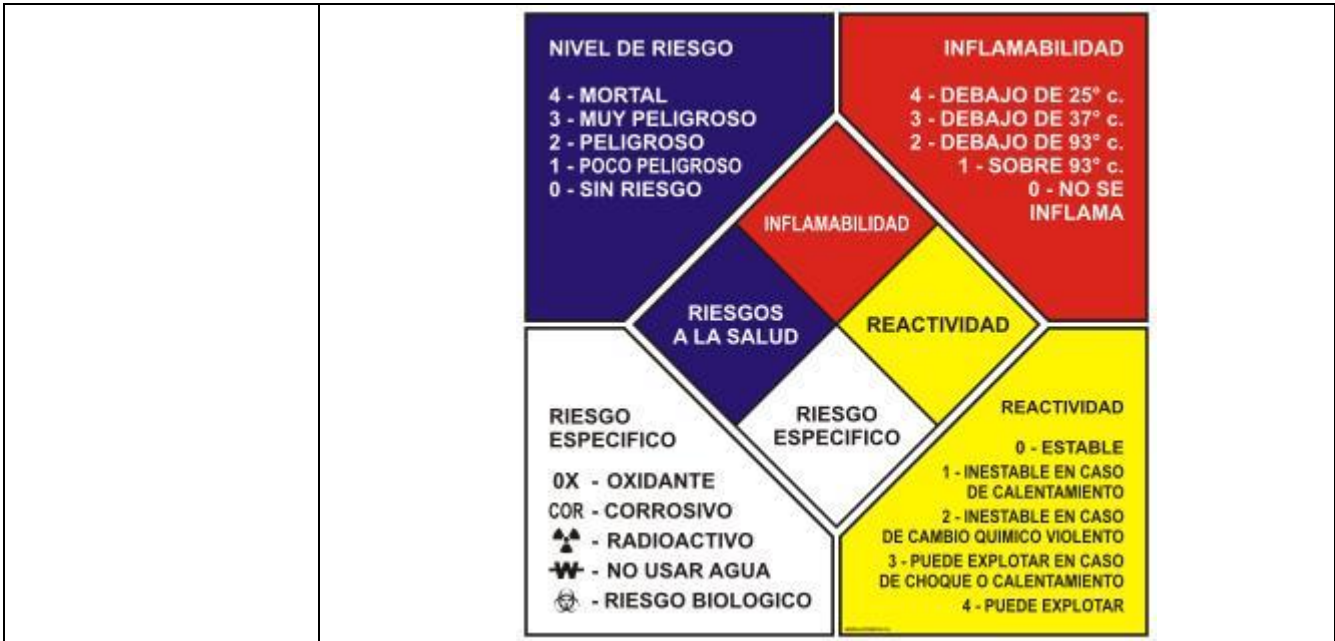 NIVEL DE RIESGO
4 - MORTAL
3 - MUY PELIGROSO
2 - PELIGROSO
1 - POCO PELIGROSO
0 - SIN RIESGO
INFLAMABILIDAD
4 - DEBAJO DE 25° c.
3 - DEBAJO DE 37° c.
2 - DEBAJO DE 93° c.
1 - SOBRE 93° c.
0 - NO SE
INFLAMA
INFLAMABILIDAD
RIESGOS
A LA SALUD
REACTIVIDAD
RIESGO
ESPECIFICO
RIESGO
ESPECIFICO
0X - OXIDANTE
COR - CORROSIVO
- RADIOACTIVO
W - NO USAR AGUA
- RIESGO BIOLOGICO
REACTIVIDAD
0 - ESTABLE
1 - INESTABLE EN CASO
DE CALENTAMIENTO
2 - INESTABLE EN CASO
DE CAMBIO QUIMICO VIOLENTO
3 - PUEDE EXPLOTAR EN CASO
DE CHOQUE O CALENTAMIENTO
4 - PUEDE EXPLOTAR